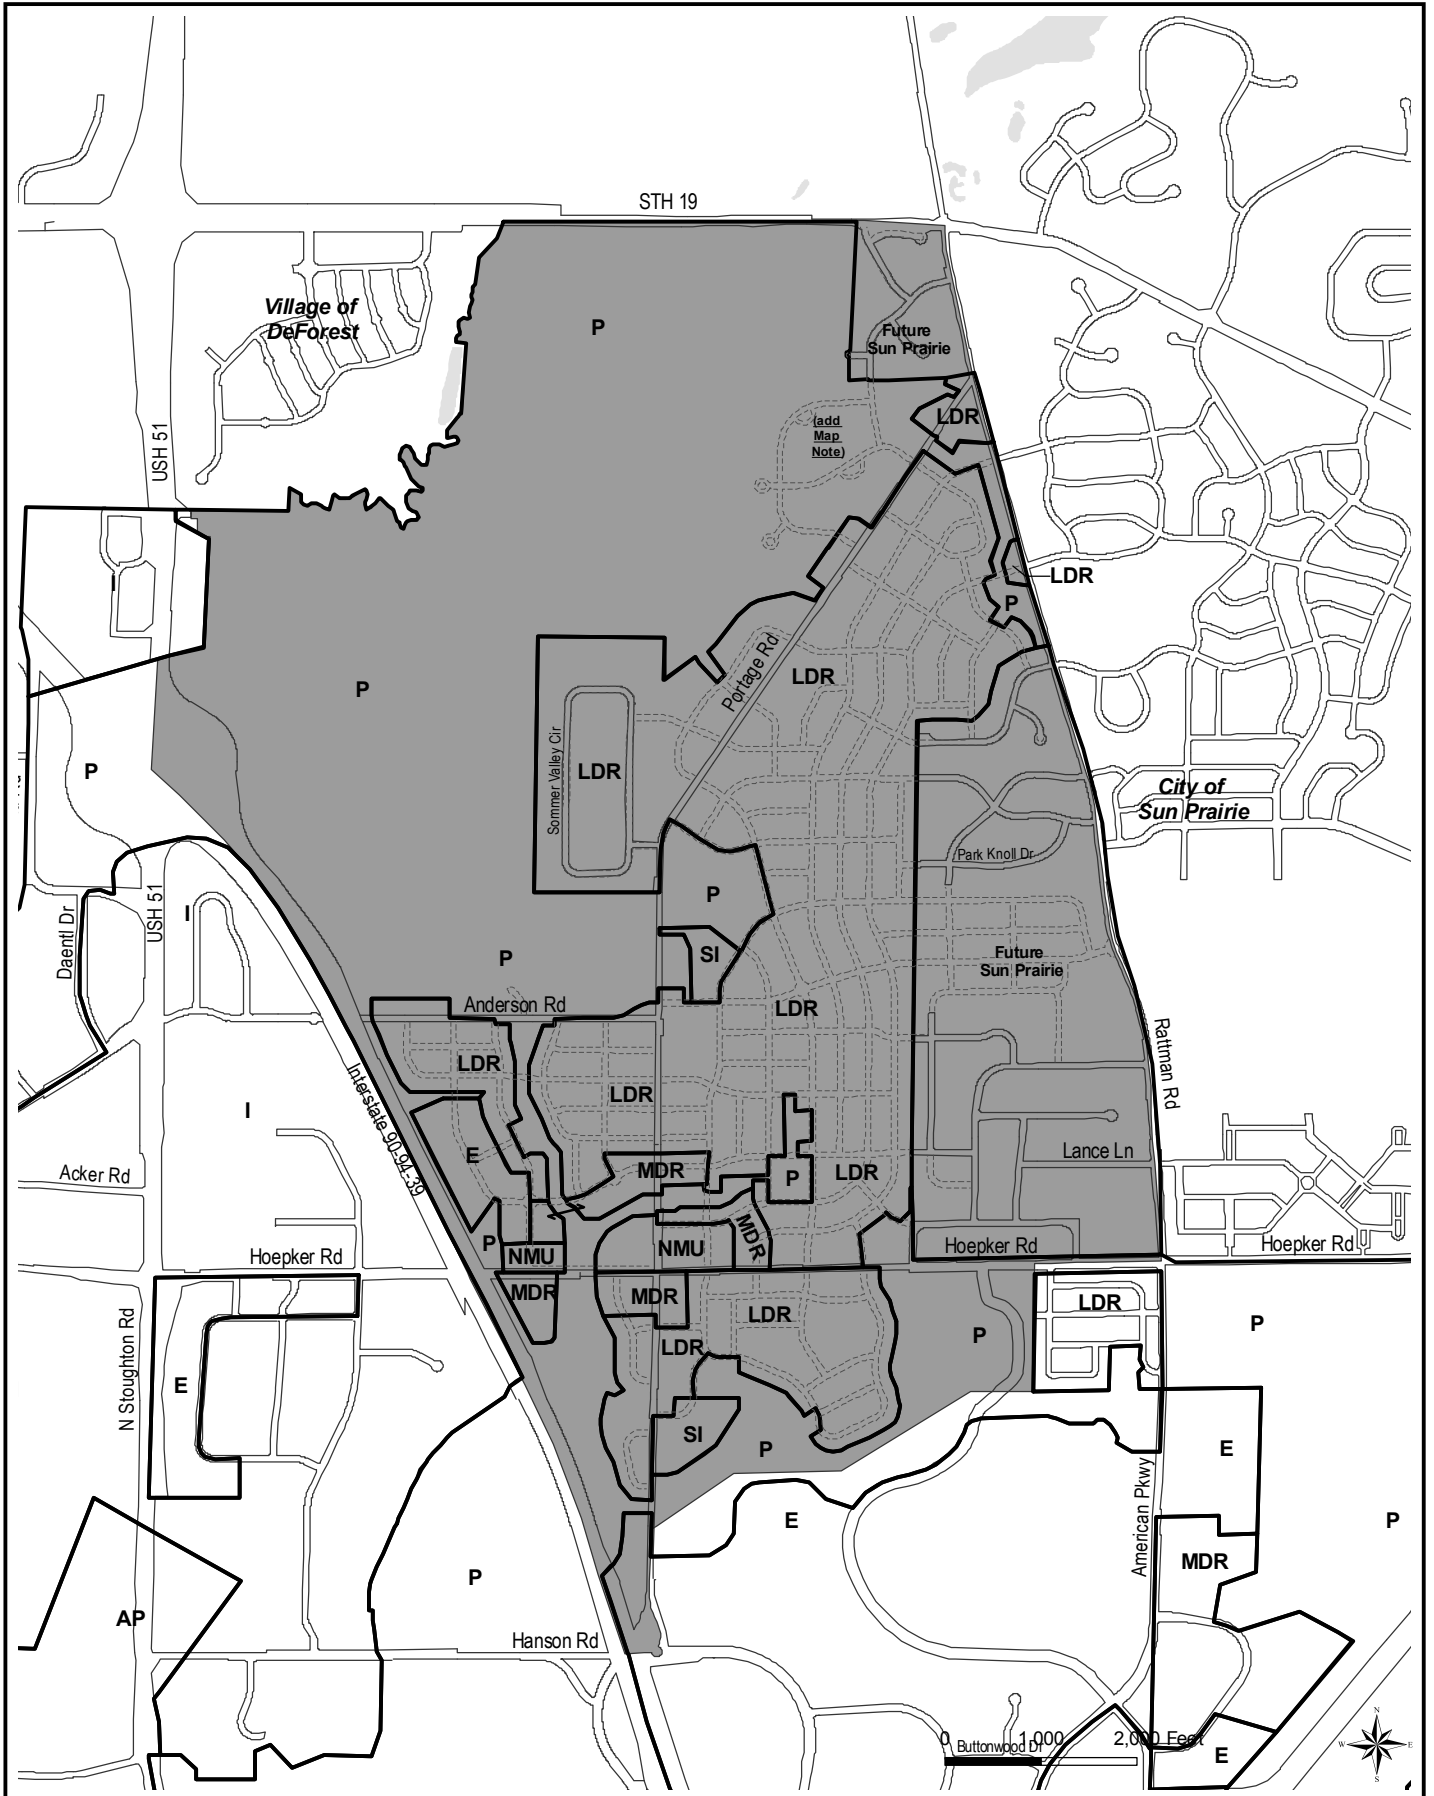 STH 19
Village of
DeForest
P
Future
Sun Prairie
USH 51
(add
Map
Note)
LDR
I
LDR
P
Portage Rd
LDR
P
P
Sommer Valley Cir
LDR
City of
Sun Prairie
Park Knoll Dr
P
USH 51
I
Daentl Dr
SI
Future
Sun Prairie
P
Anderson Rd
LDR
Rattman Rd
LDR
LDR
I
Interstate 90-94-39
E
MDR
P
LDR
Lance Ln
Acker Rd
P
NMU
NMU
MDR
Hoepker Rd
Hoepker Rd
Hoepker Rd
MDR
MDR
LDR
LDR
P
P
LDR
N Stoughton Rd
E
SI
P
E
American Pkwy
E
P
MDR
P
AP
Hanson Rd
0 1,000 2,000 Feet
Buttonwood Dr
E
N
W E
S